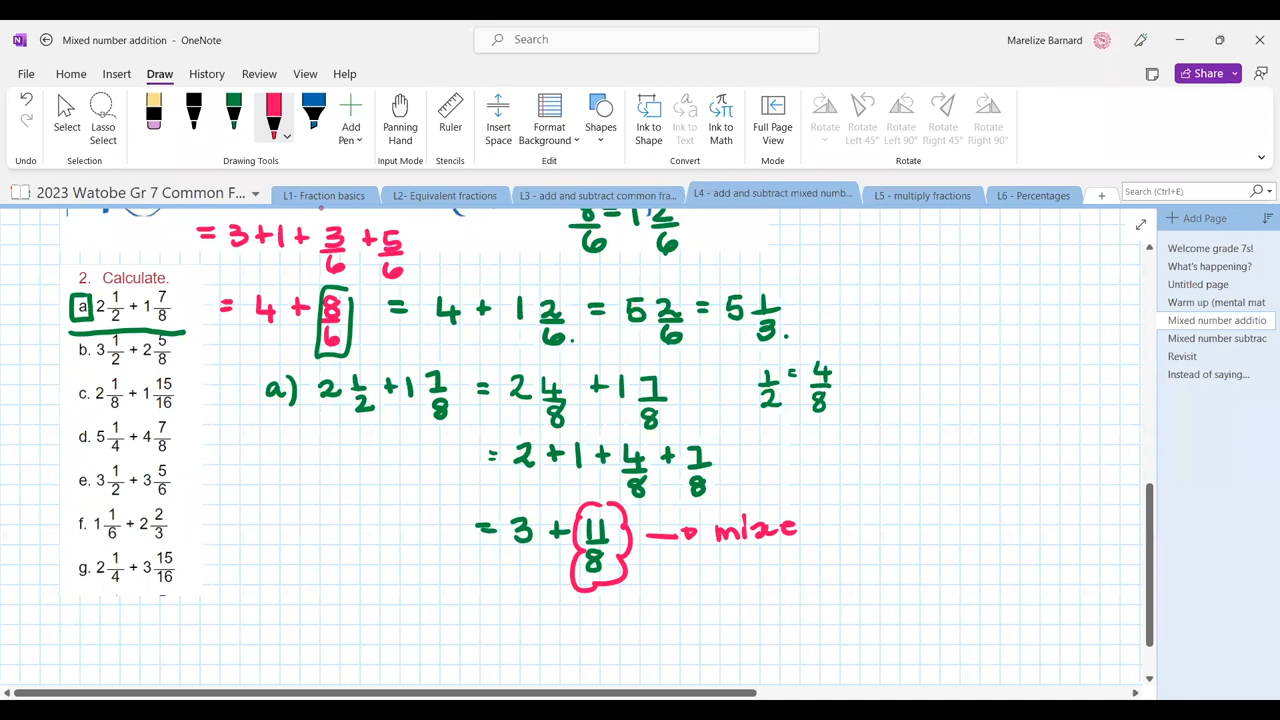 Mixed number addition - OneNote
Search
Marelize Barnard
File Home Insert Draw History Review View Help
Share
Undo
Select
Lasso Select
Add Pen
Panning Hand
Ruler
Insert Space
Format Background
Shapes
Ink to Shape
Ink to Text
Ink to Math
Full Page View
Rotate
Rotate Left 45°
Rotate Left 90°
Rotate Right 45°
Rotate Right 90°
Selection
Drawing Tools
Input Mode
Stencils
Edit
Convert
Mode
Rotate
2023 Watobe Gr 7 Common F...
L1- Fraction basics
L2- Equivalent fractions
L3 - add and subtract common fra...
L4 - add and subtract mixed numb...
L5 - multiply fractions
L6 - Percentages
Search (Ctrl+E)
Add Page
Welcome grade 7s!
What's happening?
Untitled page
Warm up (mental mat
Mixed number additio
Mixed number subtrac
Revisit
Instead of saying...
8/6 = 1 2/6
= 3 + 1 + 3/6 + 5/6
2. Calculate.
a. 2 1/2 + 1 7/8
= 4 + 8/6 = 4 + 1 2/6. = 5 2/6 = 5 1/3.
b. 3 1/2 + 2 5/8
c. 2 1/8 + 1 15/16
d. 5 1/4 + 4 7/8
e. 3 1/2 + 3 5/6
f. 1 1/6 + 2 2/3
g. 2 1/4 + 3 15/16
a) 2 1/2 + 1 7/8 = 2 4/8 + 1 7/8
1/2 = 4/8
= 2 + 1 + 4/8 + 7/8
= 3 + 11/8 → mixe